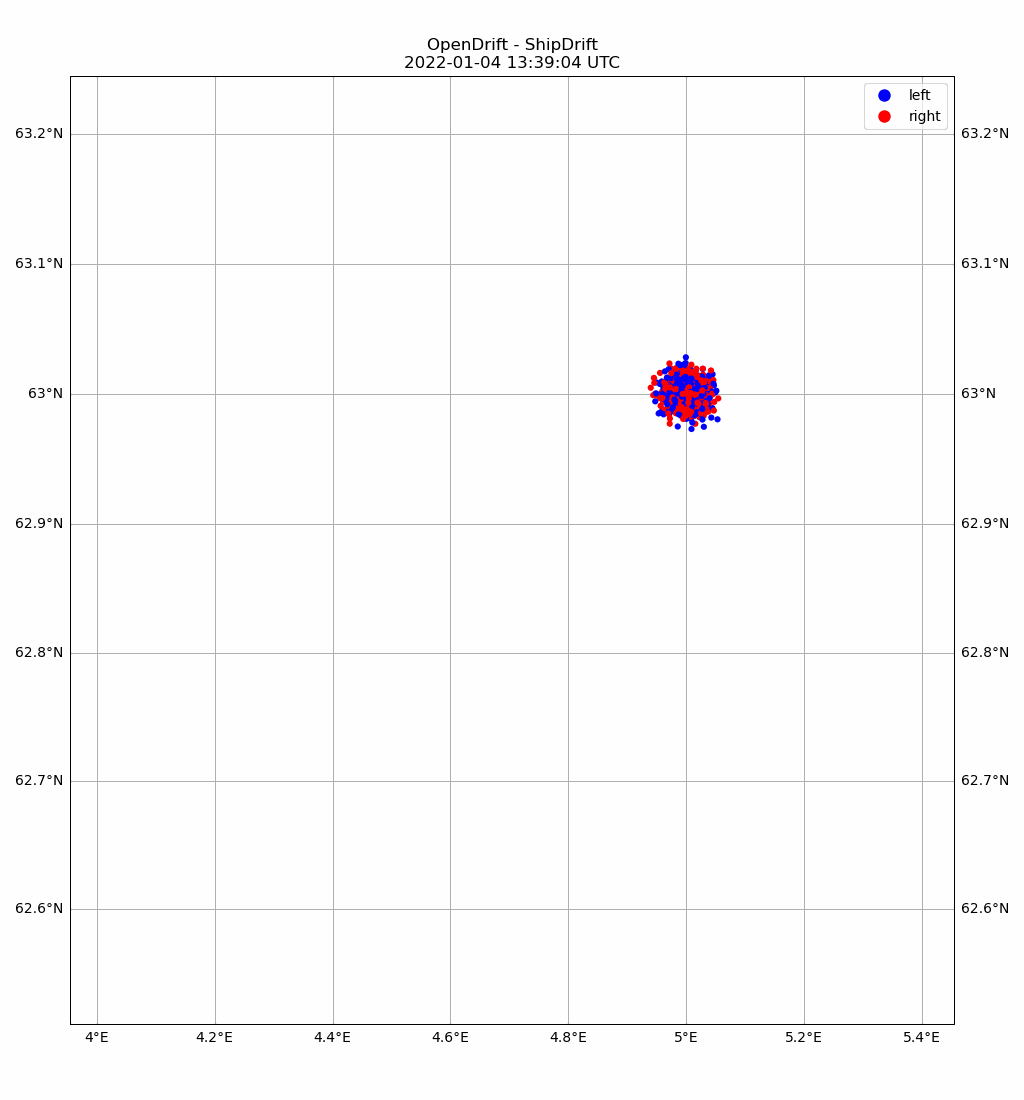 OpenDrift - ShipDrift
2022-01-04 13:39:04 UTC
left
right
63.2°N 63.2°N
63.1°N 63.1°N
63°N 63°N
62.9°N 62.9°N
62.8°N 62.8°N
62.7°N 62.7°N
62.6°N 62.6°N
4°E 4.2°E 4.4°E 4.6°E 4.8°E 5°E 5.2°E 5.4°E